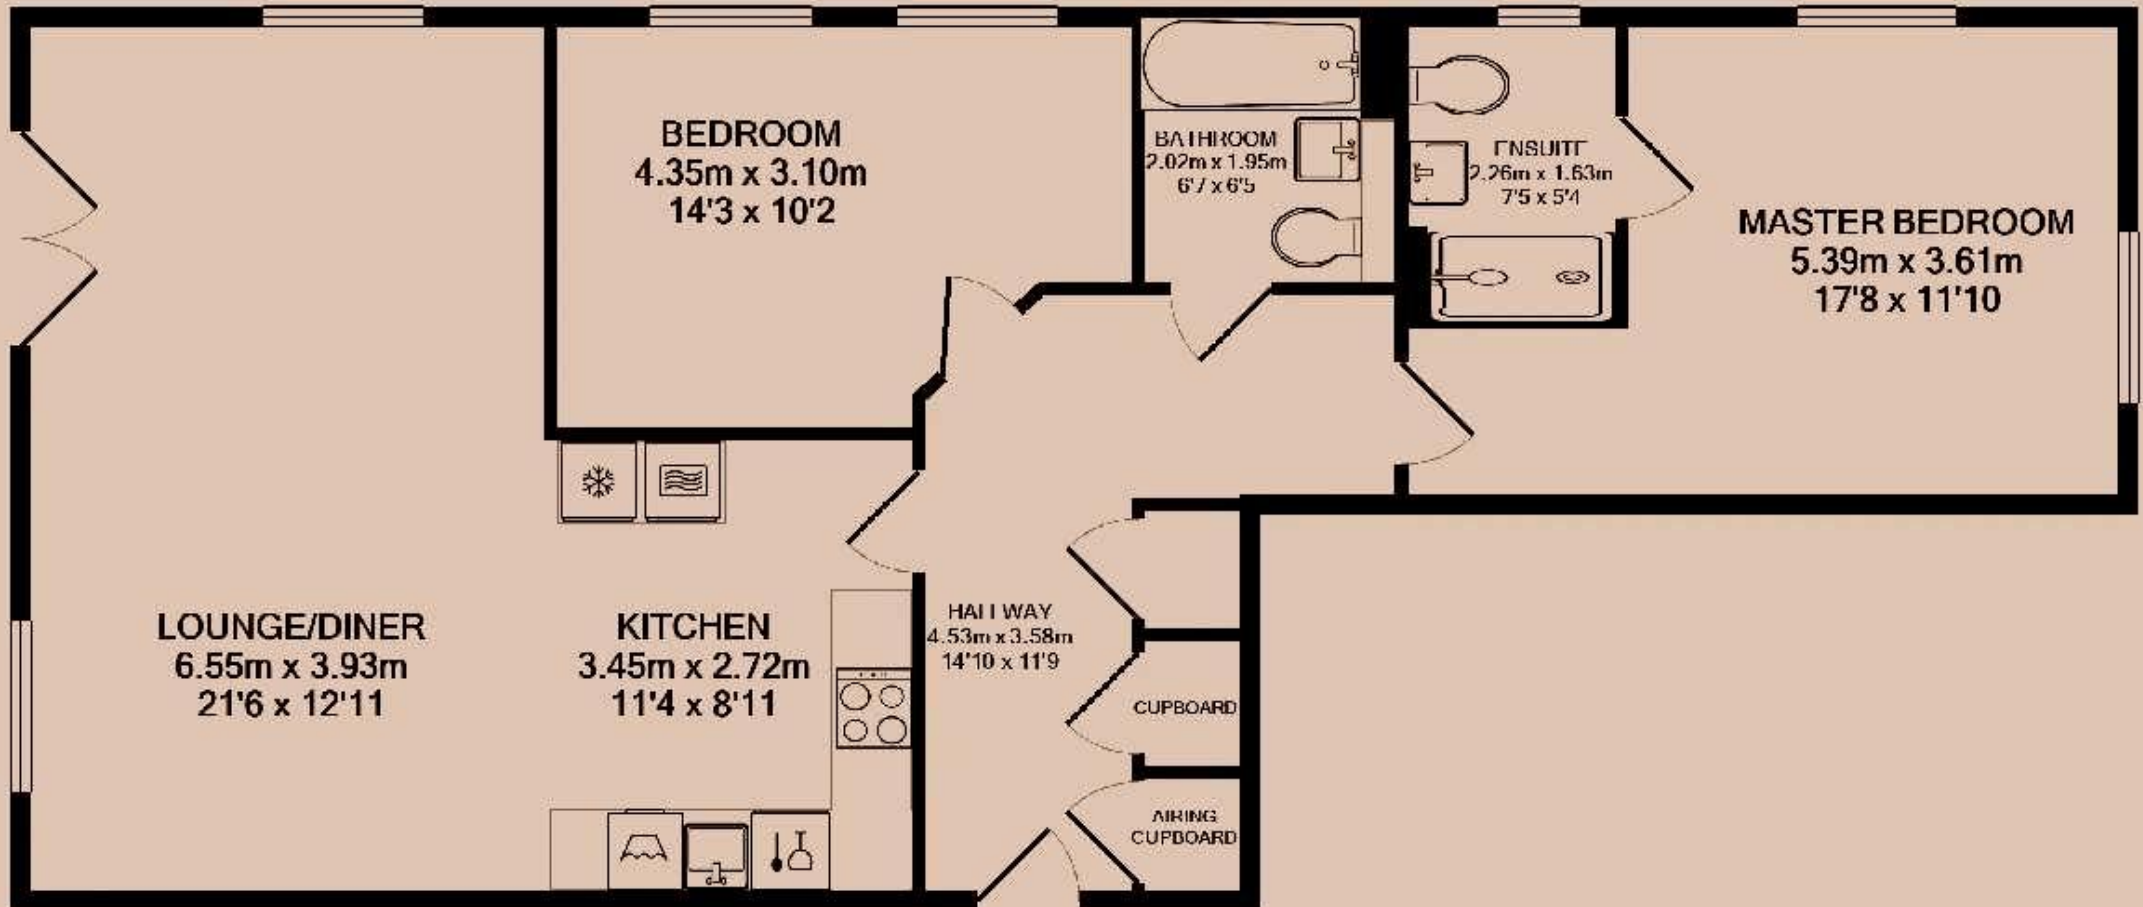 BEDROOM
4.35m x 3.10m
14'3 x 10'2
BATHROOM
2.02m x 1.95m
6'7 x 6'5
ENSUITE
2.26m x 1.63m
7'5 x 5'4
MASTER BEDROOM
5.39m x 3.61m
17'8 x 11'10
LOUNGE/DINER
6.55m x 3.93m
21'6 x 12'11
KITCHEN
3.45m x 2.72m
11'4 x 8'11
HALLWAY
4.53m x 3.58m
14'10 x 11'9
CUPBOARD
AIRING
CUPBOARD